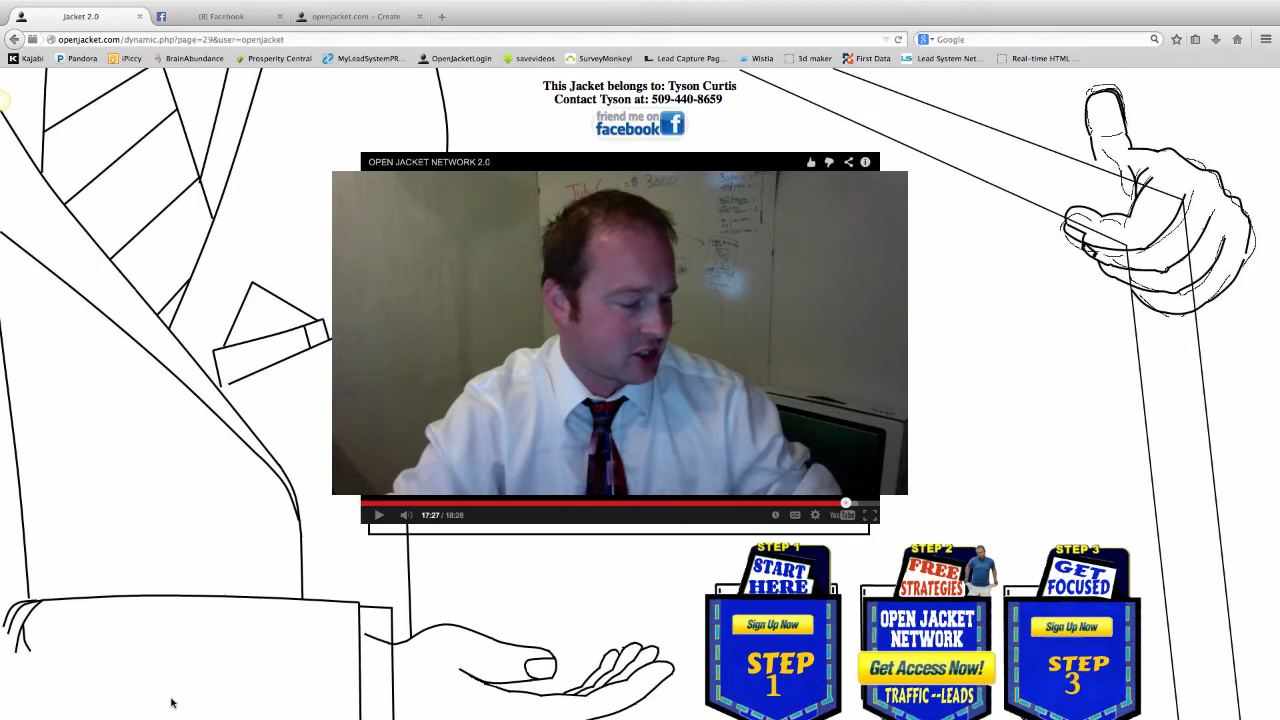 Jacket 2.0
(8) Facebook
openjacket.com – Create ...
openjacket.com/dynamic.php?page=29&user=openjacket
Google
Kajabi
Pandora
iPiccy
BrainAbundance
Prosperity Central
MyLeadSystemPR...
OpenJacketLogin
savevideos
SurveyMonkeyl
Lead Capture Pag...
Wistia
3d maker
First Data
Lead System Net...
Real-time HTML ...
This Jacket belongs to: Tyson Curtis
Contact Tyson at: 509-440-8659
friend me on
facebook
OPEN JACKET NETWORK 2.0
17:27 / 18:28
YouTube
STEP 1
START
HERE
Sign Up Now
STEP
1
STEP 2
FREE
STRATEGIES
OPEN JACKET
NETWORK
Get Access Now!
TRAFFIC --LEADS
STEP 3
GET
FOCUSED
Sign Up Now
STEP
3